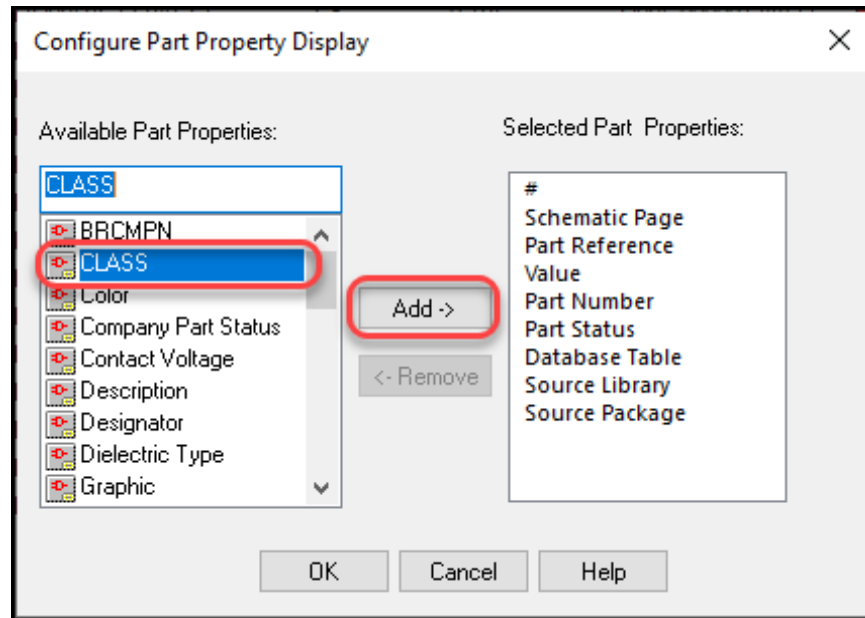 Configure Part Property Display
Available Part Properties:
CLASS
BRCMPN
CLASS
Color
Company Part Status
Contact Voltage
Description
Designator
Dielectric Type
Graphic
Add ->
<- Remove
Selected Part Properties:
#
Schematic Page
Part Reference
Value
Part Number
Part Status
Database Table
Source Library
Source Package
OK
Cancel
Help